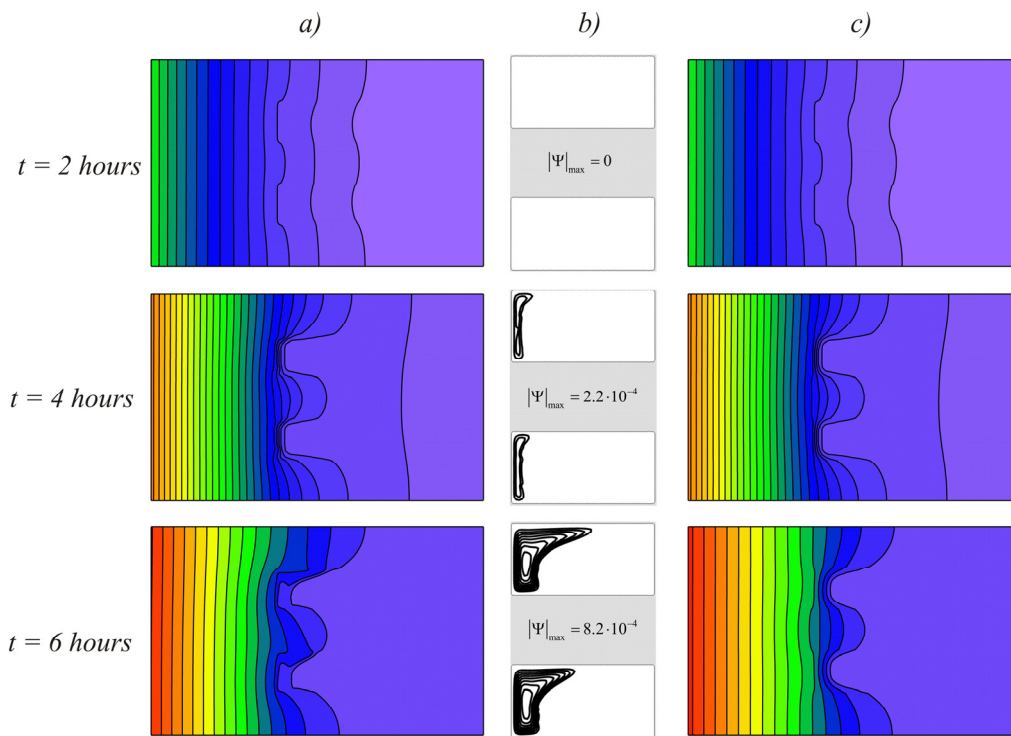 a) b) c)
t = 2 hours
|Ψ|max = 0
t = 4 hours
|Ψ|max = 2.2·10⁻⁴
t = 6 hours
|Ψ|max = 8.2·10⁻⁴